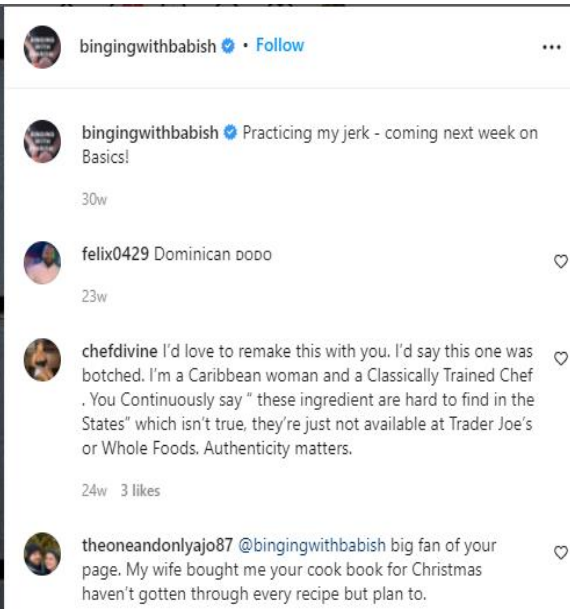 bingingwithbabish • Follow
bingingwithbabish Practicing my jerk - coming next week on
Basics!
30w
felix0429 Dominican ᴅᴏᴅᴏ
23w
chefdivine I'd love to remake this with you. I'd say this one was
botched. I'm a Caribbean woman and a Classically Trained Chef
. You Continuously say “ these ingredient are hard to find in the
States” which isn't true, they're just not available at Trader Joe's
or Whole Foods. Authenticity matters.
24w 3 likes
theoneandonlyajo87 @bingingwithbabish big fan of your
page. My wife bought me your cook book for Christmas
haven't gotten through every recipe but plan to.